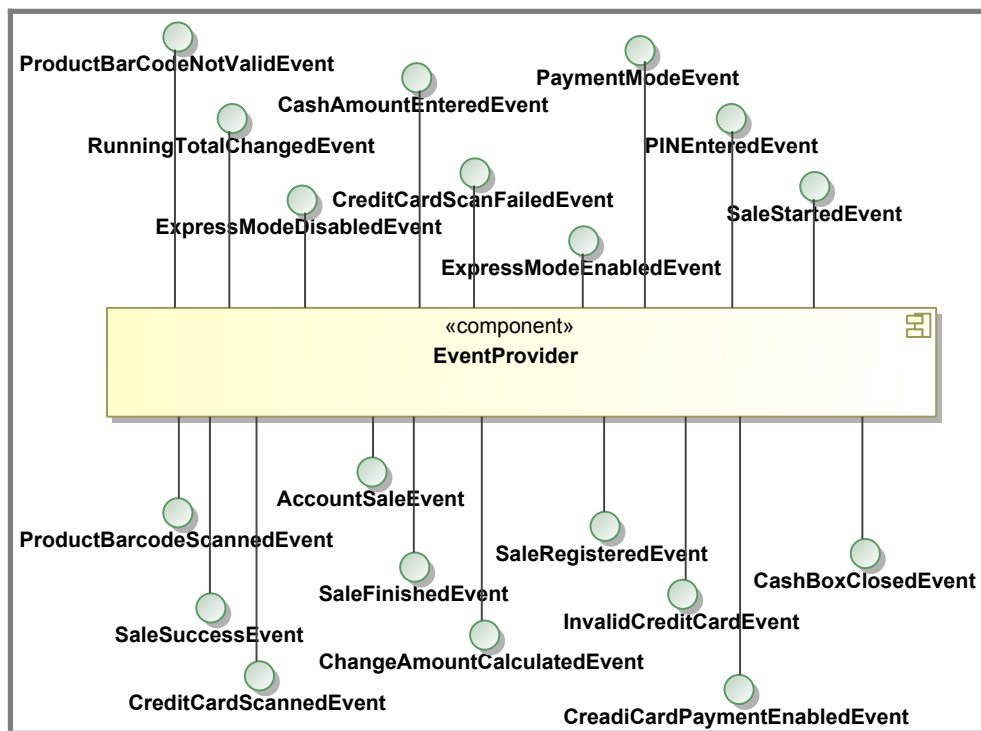 ProductBarCodeNotValidEvent
PaymentModeEvent
CashAmountEnteredEvent
RunningTotalChangedEvent
PINEnteredEvent
CreditCardScanFailedEvent
SaleStartedEvent
ExpressModeDisabledEvent
ExpressModeEnabledEvent
«component»
EventProvider
AccountSaleEvent
ProductBarcodeScannedEvent
SaleRegisteredEvent
CashBoxClosedEvent
SaleFinishedEvent
InvalidCreditCardEvent
SaleSuccessEvent
ChangeAmountCalculatedEvent
CreditCardScannedEvent
CreadiCardPaymentEnabledEvent